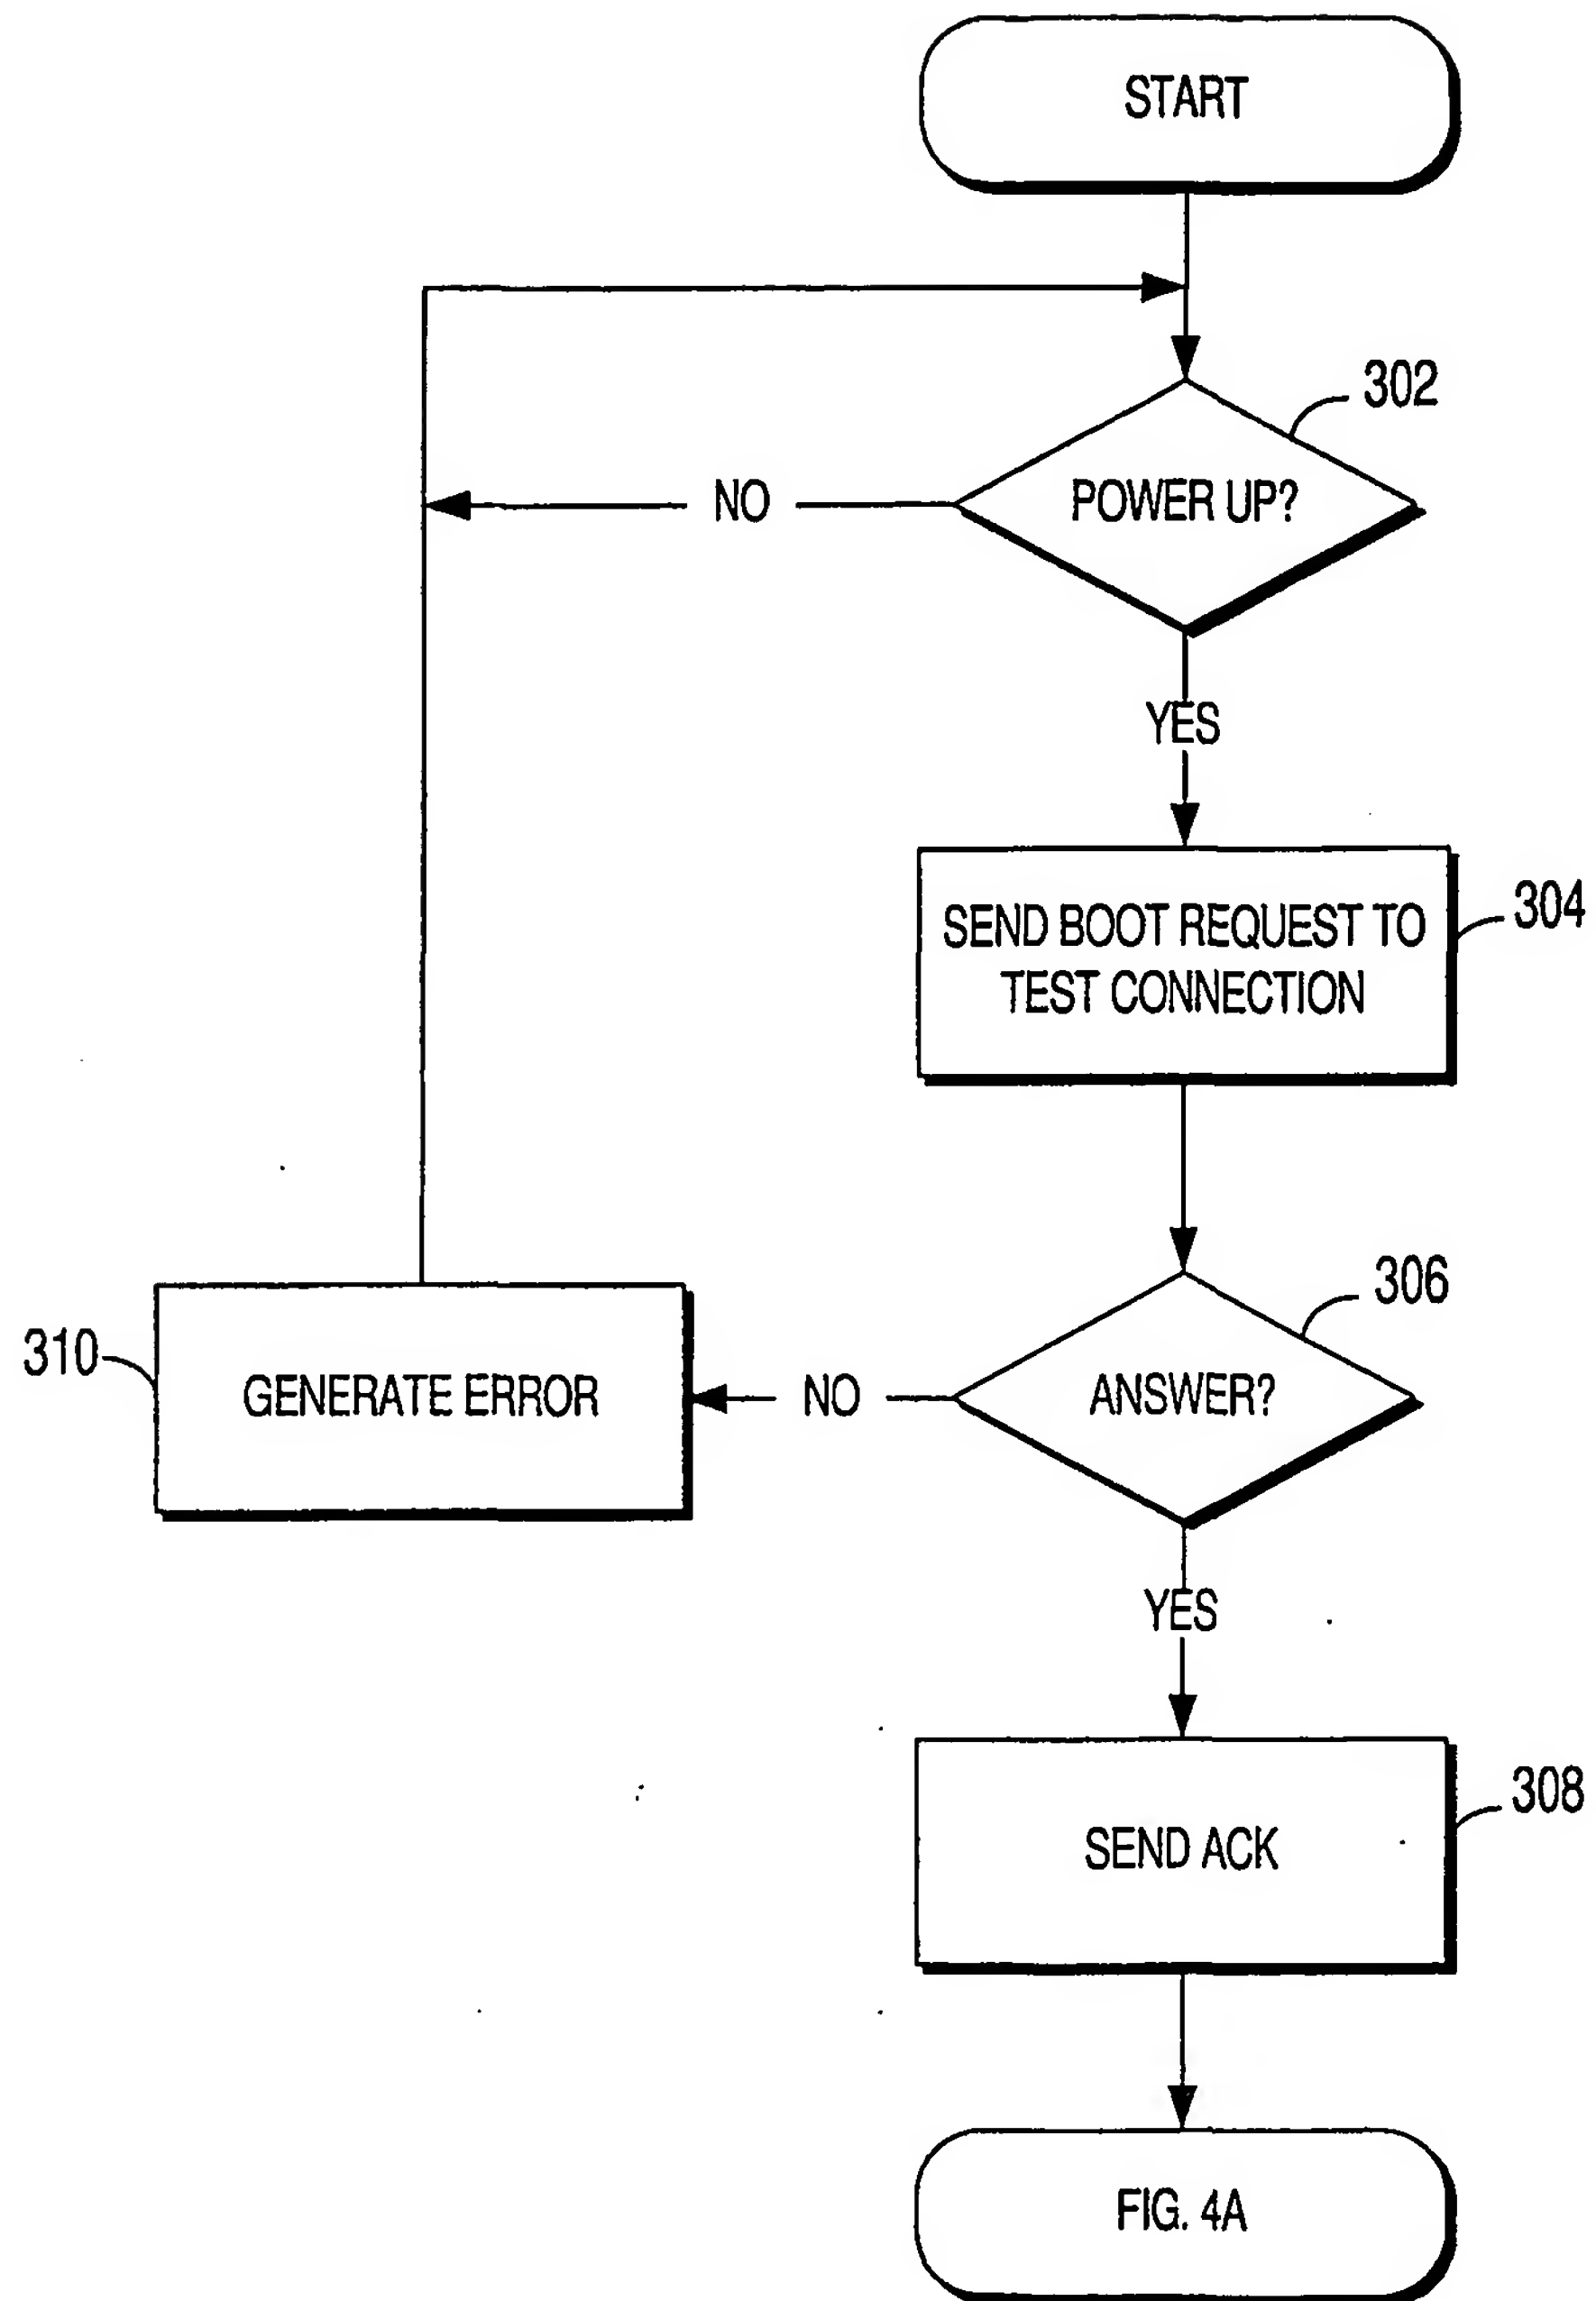 START
302
POWER UP?
NO
YES
304
SEND BOOT REQUEST TO
TEST CONNECTION
306
ANSWER?
NO
310
GENERATE ERROR
YES
308
SEND ACK
FIG. 4A